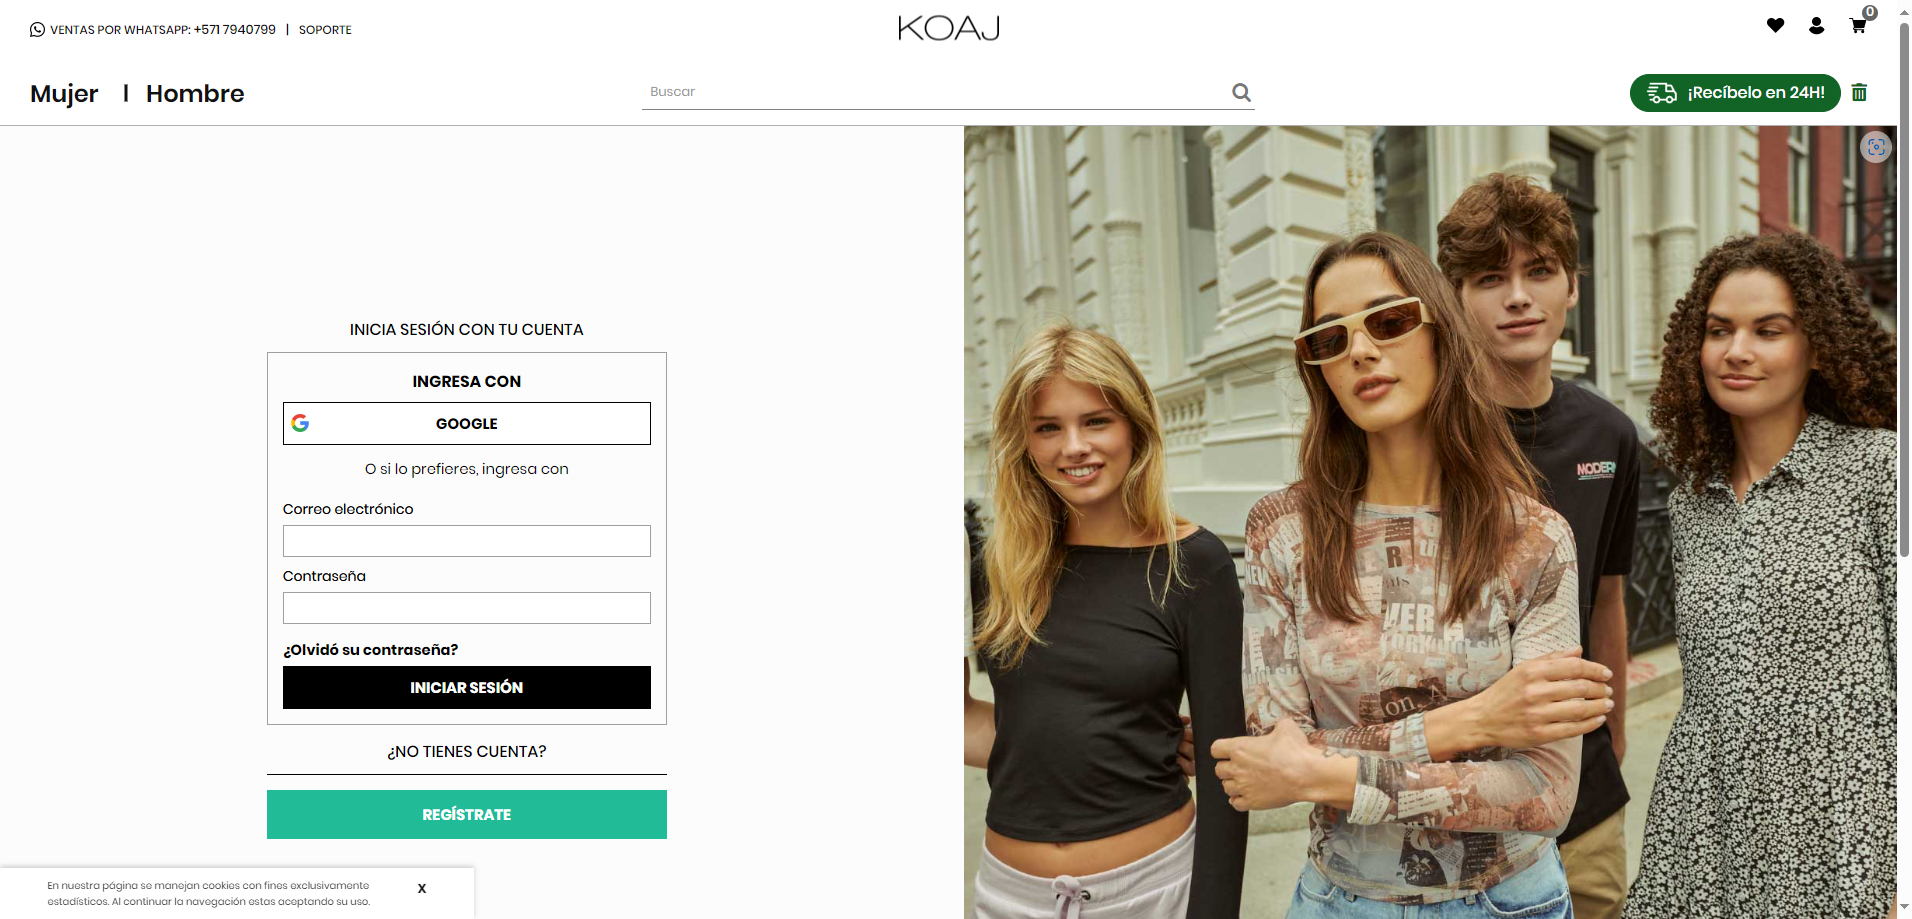 VENTAS POR WHATSAPP: +571 7940799 | SOPORTE
KOAJ
0
Mujer | Hombre
Buscar
¡Recíbelo en 24H!
INICIA SESIÓN CON TU CUENTA
INGRESA CON
GOOGLE
O si lo prefieres, ingresa con
Correo electrónico
Contraseña
¿Olvidó su contraseña?
INICIAR SESIÓN
¿NO TIENES CUENTA?
REGÍSTRATE
En nuestra página se manejan cookies con fines exclusivamente
estadísticos. Al continuar la navegación estas aceptando su uso.
X
MODERN